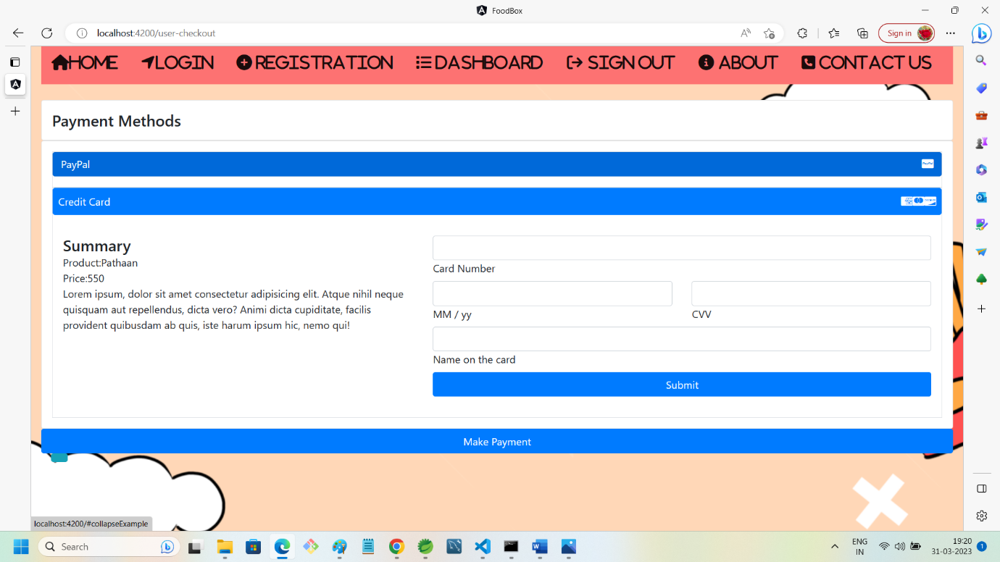 FoodBox
localhost:4200/user-checkout
Sign in
HOME LOGIN REGISTRATION DASHBOARD SIGN OUT ABOUT CONTACT US
Payment Methods
PayPal
PayPal
Credit Card
Summary
Product:Pathaan
Price:550
Lorem ipsum, dolor sit amet consectetur adipisicing elit. Atque nihil neque
quisquam aut repellendus, dicta vero? Animi dicta cupiditate, facilis
provident quibusdam ab quis, iste harum ipsum hic, nemo qui!
Card Number
MM / yy
CVV
Name on the card
Submit
Make Payment
localhost:4200/#collapseExample
Search
ENG
IN
19:20
31-03-2023
1